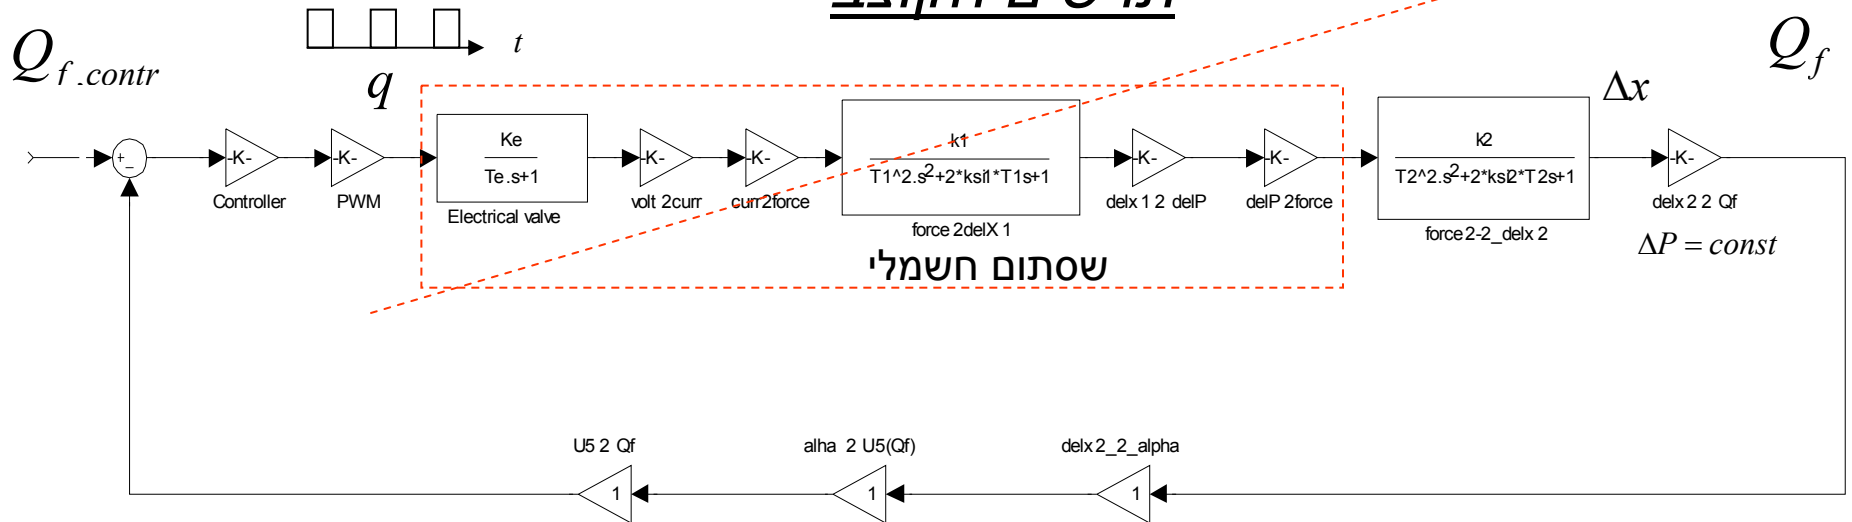 Q_{f.contr}
t
Q_f
q
Δx
+
-
-K-
-K-
Ke
Te.s+1
-K-
-K-
k1
T1^2.s²+2*ksi1*T1s+1
-K-
-K-
k2
T2^2.s²+2*ksi2*T2s+1
-K-
Controller
PWM
Electrical valve
volt 2curr
curr2force
force 2delX 1
delx 1 2 delP
delP 2force
force 2-2_delx 2
delx 2 2 Qf
ΔP = const
שסתום חשמלי
U5 2 Qf
alha 2 U5(Qf)
delx 2_2_alpha
1
1
1